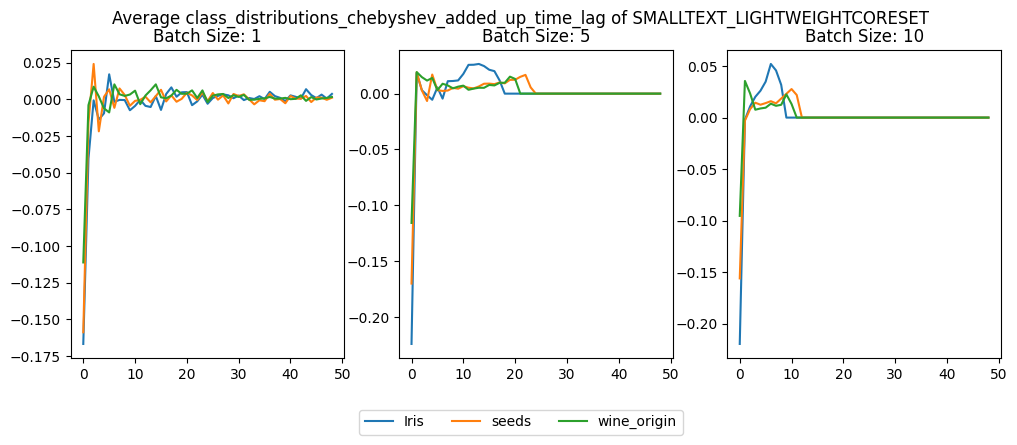 Average class_distributions_chebyshev_added_up_time_lag of SMALLTEXT_LIGHTWEIGHTCORESET
Batch Size: 1
Batch Size: 5
Batch Size: 10
0.025
0.000
−0.025
−0.050
−0.075
−0.100
−0.125
−0.150
−0.175
0 10 20 30 40 50
0.00
−0.05
−0.10
−0.15
−0.20
0 10 20 30 40 50
0.05
0.00
−0.05
−0.10
−0.15
−0.20
0 10 20 30 40 50
Iris seeds wine_origin